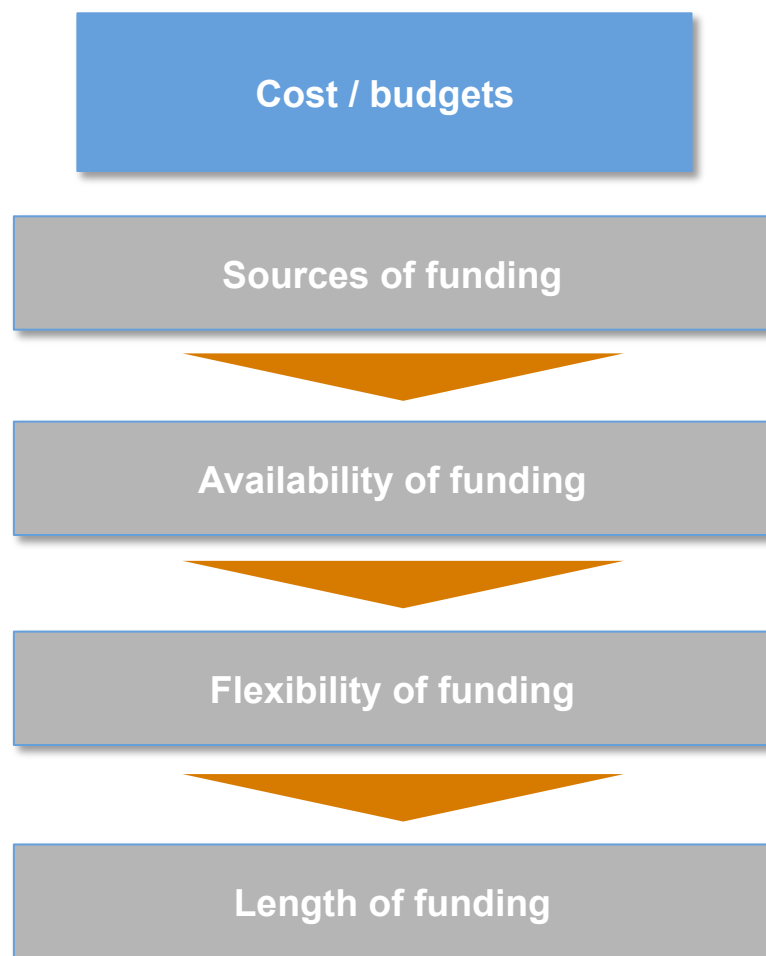 Cost / budgets
Sources of funding
Availability of funding
Flexibility of funding
Length of funding